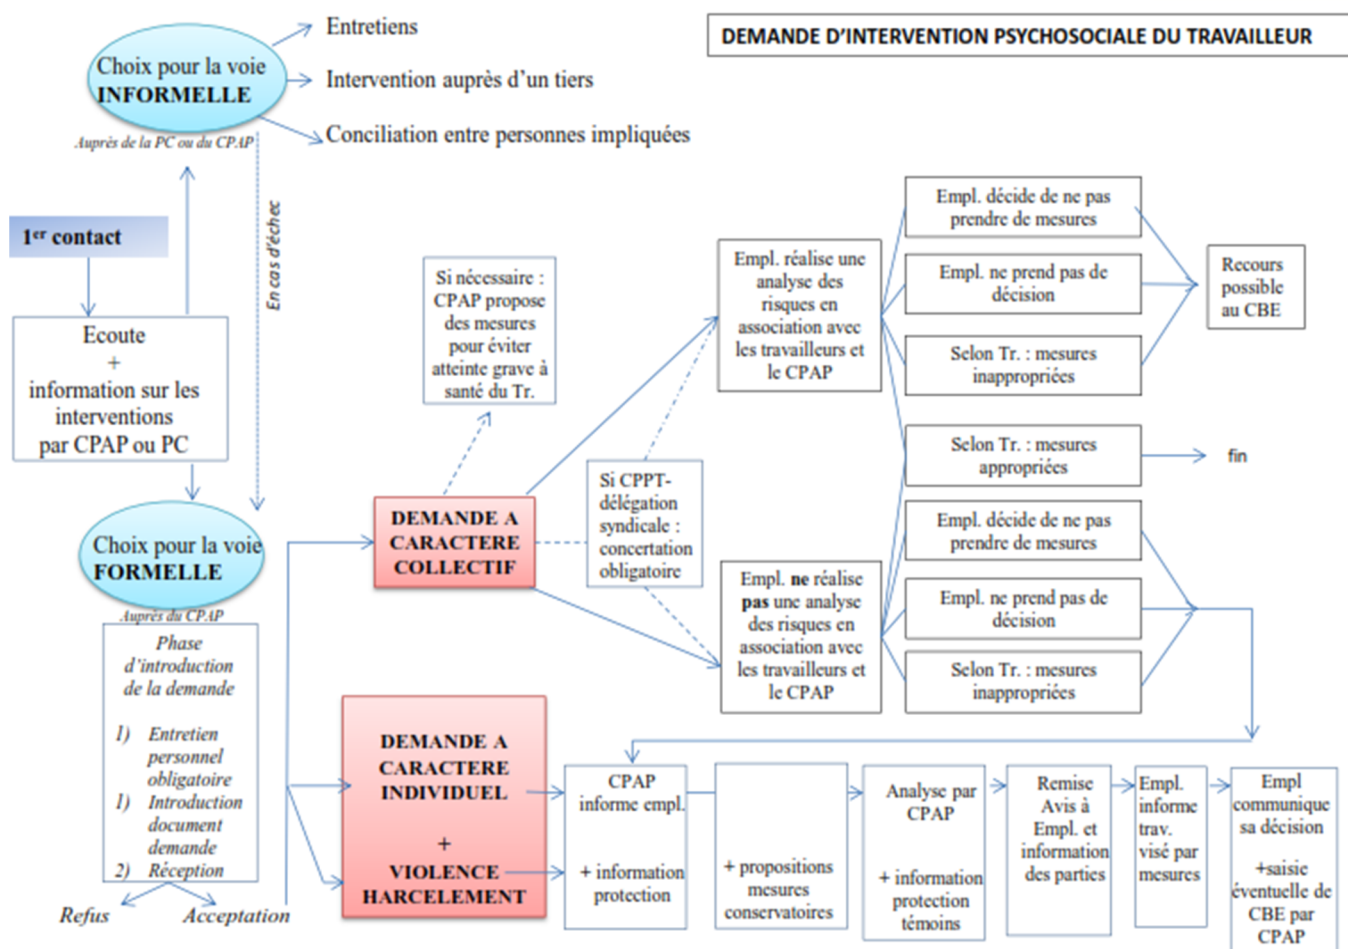 DEMANDE D'INTERVENTION PSYCHOSOCIALE DU TRAVAILLEUR
Choix pour la voie
INFORMELLE
Auprès de la PC ou du CPAP
Entretiens
Intervention auprès d'un tiers
Conciliation entre personnes impliquées
En cas d'échec
1er contact
Ecoute
+
information sur les
interventions
par CPAP ou PC
Choix pour la voie
FORMELLE
Auprès du CPAP
Phase
d'introduction
de la demande
1) Entretien
personnel
obligatoire
1) Introduction
document
demande
2) Réception
Refus
Acceptation
Si nécessaire :
CPAP propose
des mesures
pour éviter
atteinte grave à
santé du Tr.
DEMANDE A
CARACTERE
COLLECTIF
Si CPPT-
délégation
syndicale :
concertation
obligatoire
Empl. réalise une
analyse des
risques en
association avec
les travailleurs et
le CPAP
Empl. ne réalise
pas une analyse
des risques en
association avec
les travailleurs et
le CPAP
Empl. décide de ne pas
prendre de mesures
Empl. ne prend pas de
décision
Selon Tr. : mesures
inappropriées
Recours
possible
au CBE
Selon Tr. : mesures
appropriées
fin
Empl. décide de ne pas
prendre de mesures
Empl. ne prend pas de
décision
Selon Tr. : mesures
inappropriées
DEMANDE A
CARACTERE
INDIVIDUEL
+
VIOLENCE
HARCELEMENT
CPAP
informe empl.
+ information
protection
+ propositions
mesures
conservatoires
Analyse par
CPAP
+ information
protection
témoins
Remise
Avis à
Empl. et
information
des parties
Empl.
informe
trav.
visé par
mesures
Empl
communique
sa décision
+saisie
éventuelle de
CBE par
CPAP